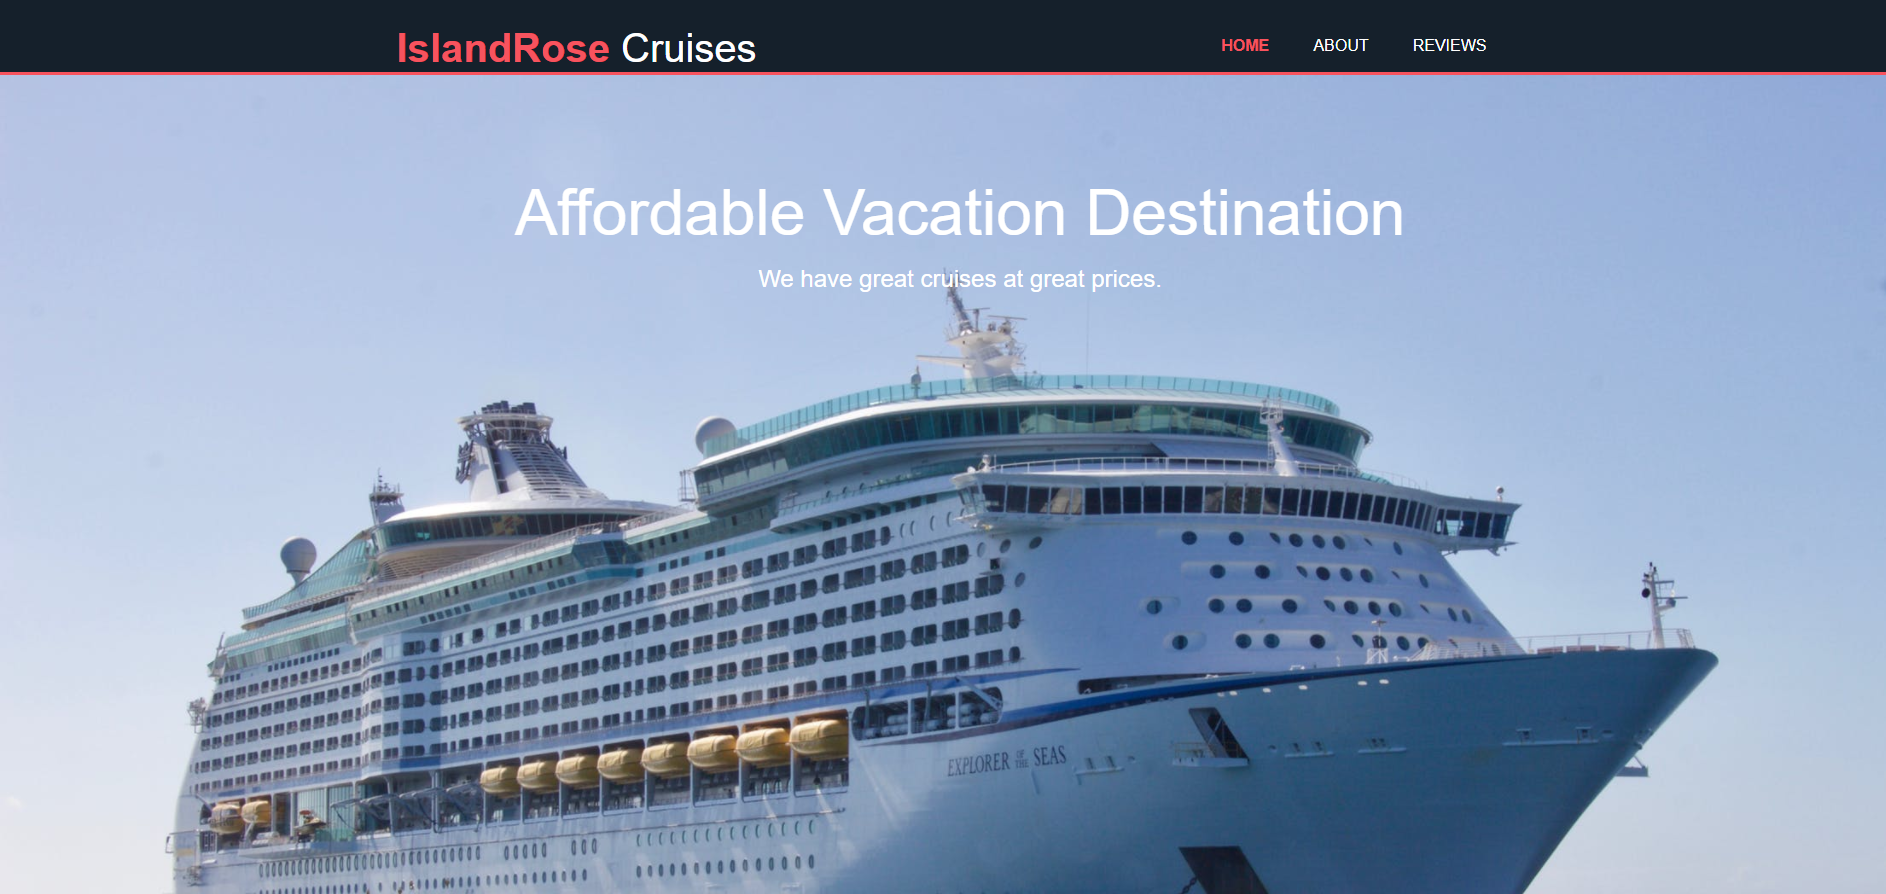 IslandRose Cruises
HOME ABOUT REVIEWS
Affordable Vacation Destination
We have great cruises at great prices.
EXPLORER OF THE SEAS